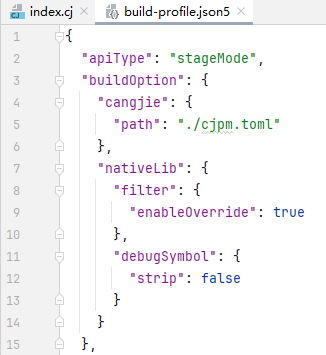 index.cj × build-profile.json5 ×
1 {
2 "apiType": "stageMode",
3 "buildOption": {
4 "cangjie": {
5 "path": "./cjpm.toml"
6 },
7 "nativeLib": {
8 "filter": {
9 "enableOverride": true
10 },
11 "debugSymbol": {
12 "strip": false
13 }
14 }
15 },